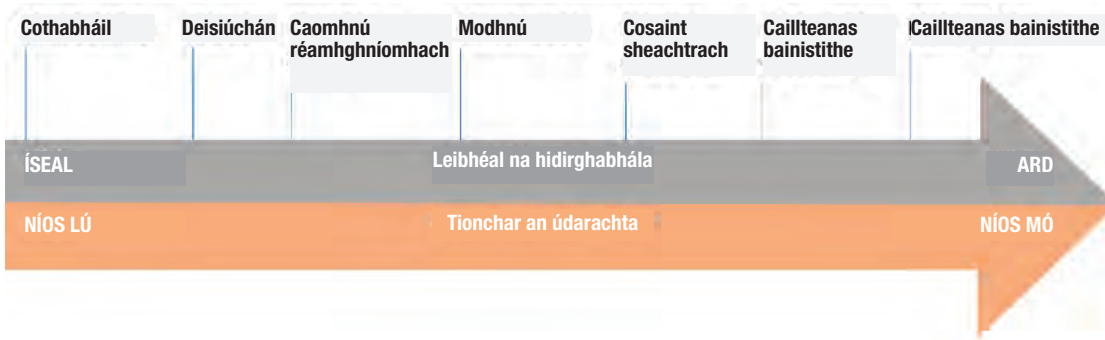 Cothabháil
Deisiúchán
Caomhnú
réamhghníomhach
Modhnú
Cosaint
sheachtrach
Caillteanas
bainistithe
Caillteanas bainistithe
ÍSEAL
Leibhéal na hidirghabhála
ARD
NÍOS LÚ
Tionchar an údarachta
NÍOS MÓ